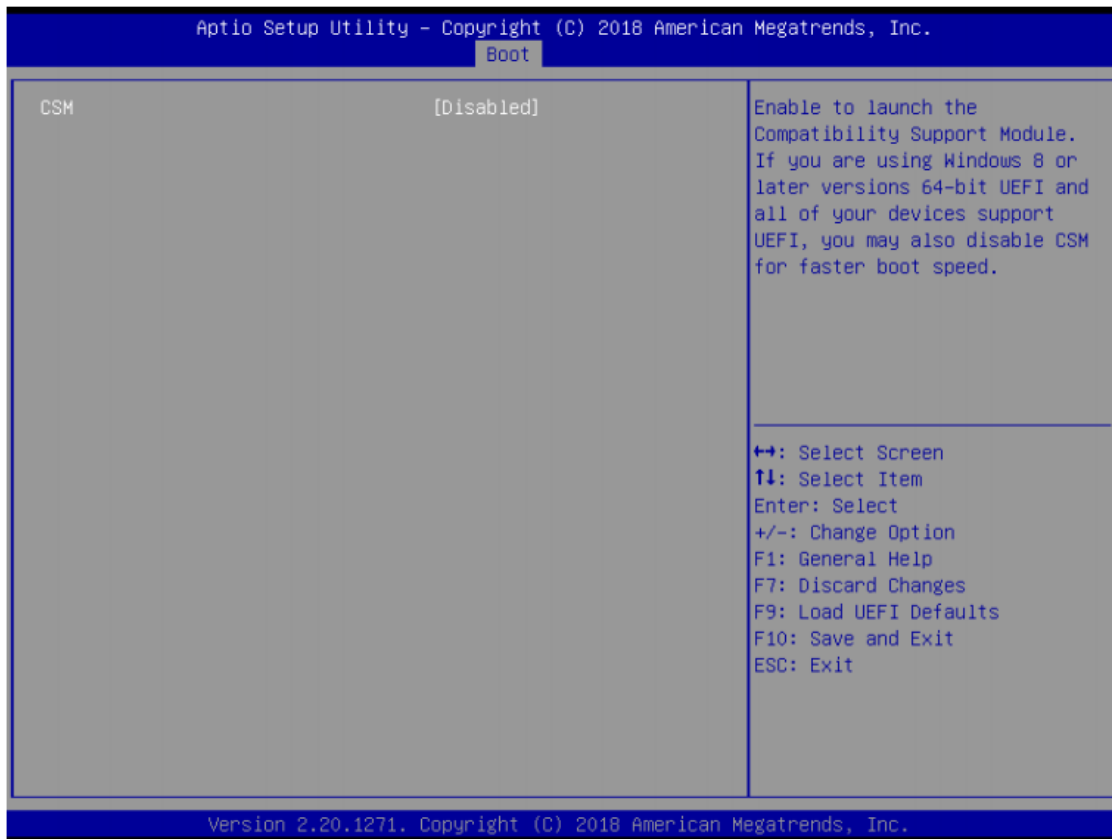 Aptio Setup Utility – Copyright (C) 2018 American Megatrends, Inc.
Boot
CSM [Disabled]
Enable to launch the
Compatibility Support Module.
If you are using Windows 8 or
later versions 64-bit UEFI and
all of your devices support
UEFI, you may also disable CSM
for faster boot speed.
↔: Select Screen
↑↓: Select Item
Enter: Select
+/-: Change Option
F1: General Help
F7: Discard Changes
F9: Load UEFI Defaults
F10: Save and Exit
ESC: Exit
Version 2.20.1271. Copyright (C) 2018 American Megatrends, Inc.